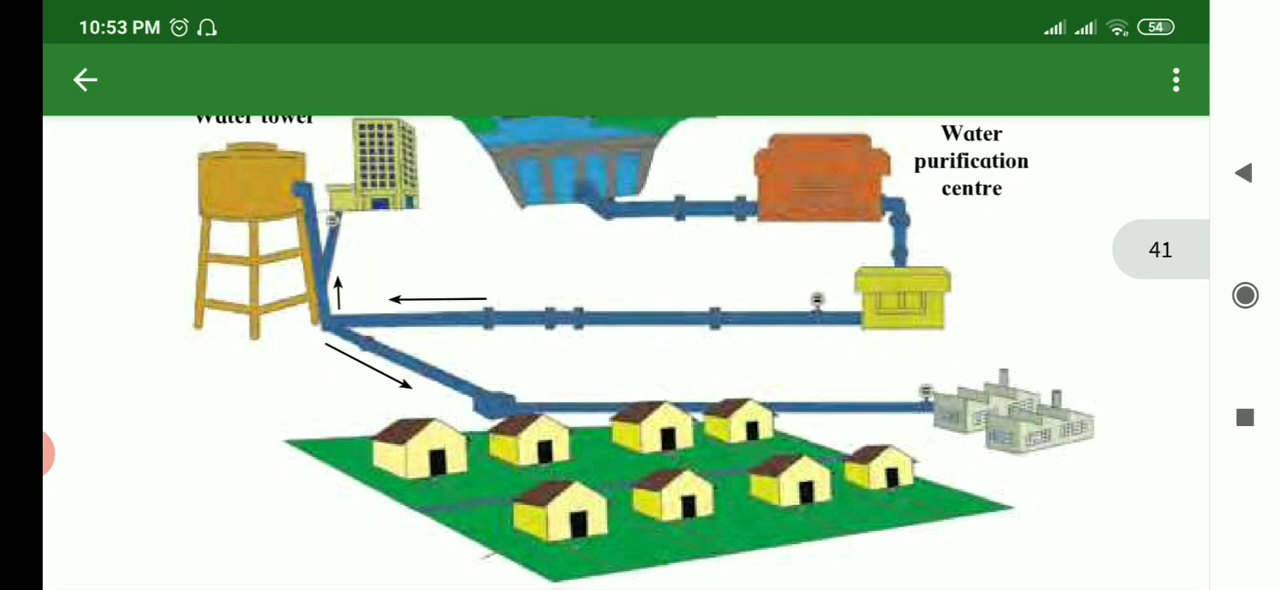 10:53 PM
54
Water tower
Water
purification
centre
41